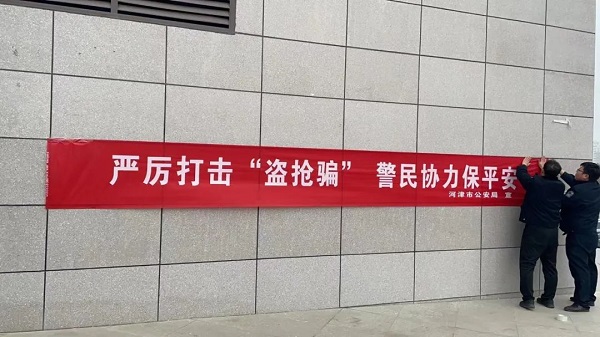 严厉打击“盗抢骗” 警民协力保平安
河津市公安局 宣